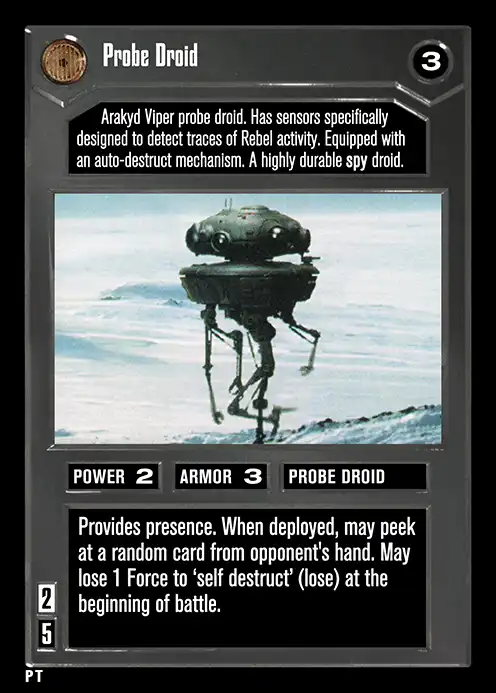 Probe Droid
3
Arakyd Viper probe droid. Has sensors specifically
designed to detect traces of Rebel activity. Equipped with
an auto-destruct mechanism. A highly durable spy droid.
POWER 2 ARMOR 3 PROBE DROID
Provides presence. When deployed, may peek
at a random card from opponent's hand. May
lose 1 Force to ‘self destruct’ (lose) at the
beginning of battle.
2
5
PT